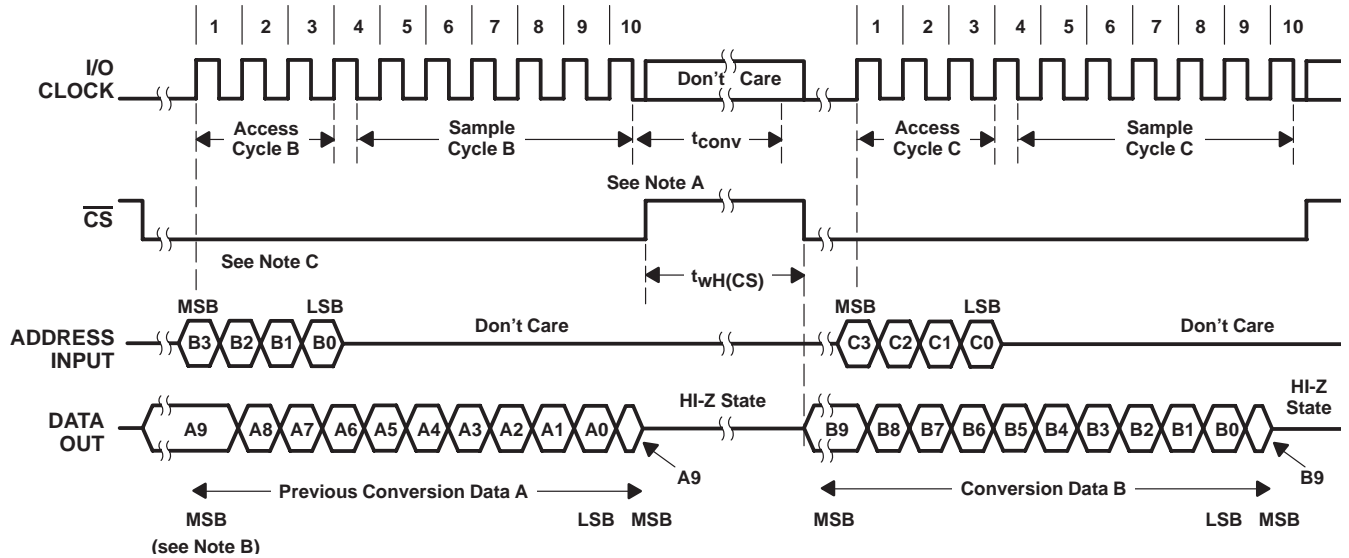 1 2 3 4 5 6 7 8 9 10 1 2 3 4 5 6 7 8 9 10
I/O
CLOCK
Don't Care
Access
Cycle B
Sample
Cycle B
tconv
Access
Cycle C
Sample
Cycle C
See Note A
CS
See Note C
twH(CS)
MSB LSB MSB LSB
ADDRESS
INPUT
B3 B2 B1 B0 Don't Care C3 C2 C1 C0 Don't Care
HI-Z State
HI-Z
State
DATA
OUT
A9 A8 A7 A6 A5 A4 A3 A2 A1 A0 B9 B8 B7 B6 B5 B4 B3 B2 B1 B0
A9
B9
Previous Conversion Data A
Conversion Data B
MSB LSB MSB MSB LSB MSB
(see Note B)